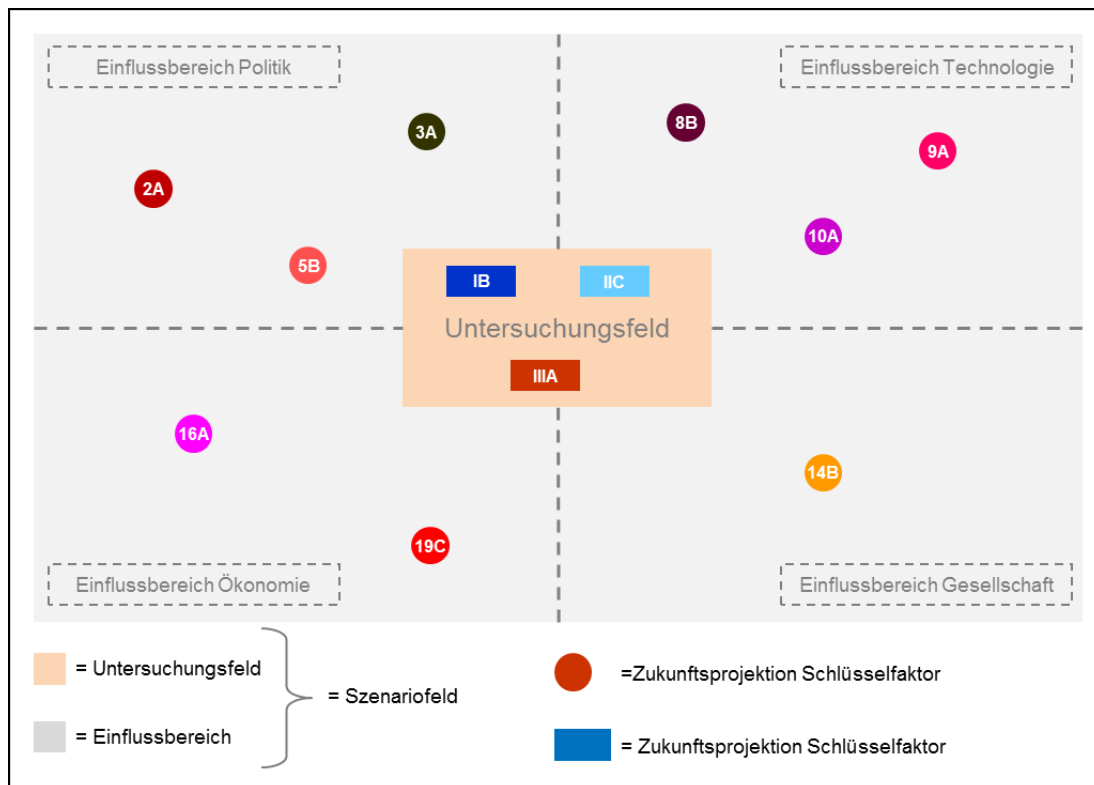 Einflussbereich Politik
Einflussbereich Technologie
3A
8B
9A
2A
10A
5B
IB
IIC
Untersuchungsfeld
IIIA
16A
14B
19C
Einflussbereich Ökonomie
Einflussbereich Gesellschaft
= Untersuchungsfeld
=Zukunftsprojektion Schlüsselfaktor
= Szenariofeld
= Einflussbereich
= Zukunftsprojektion Schlüsselfaktor